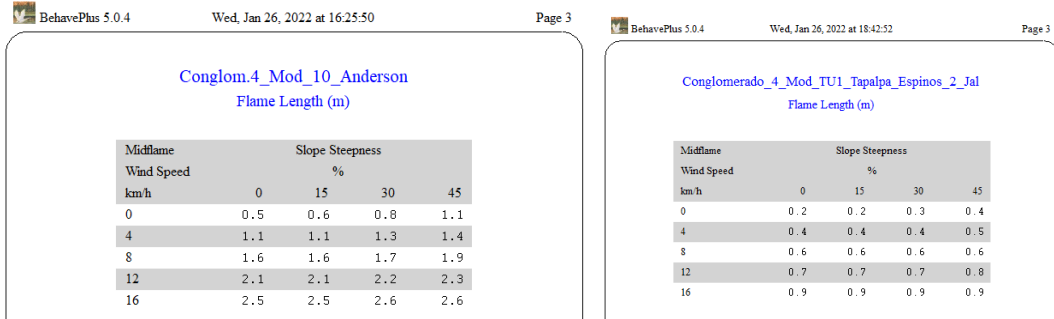 BehavePlus 5.0.4 Wed, Jan 26, 2022 at 16:25:50 Page 3
Conglom.4_Mod_10_Anderson
Flame Length (m)
Midflame Slope Steepness
Wind Speed %
km/h 0 15 30 45
0 0.5 0.6 0.8 1.1
4 1.1 1.1 1.3 1.4
8 1.6 1.6 1.7 1.9
12 2.1 2.1 2.2 2.3
16 2.5 2.5 2.6 2.6
BehavePlus 5.0.4 Wed, Jan 26, 2022 at 18:42:52 Page 3
Conglomerado_4_Mod_TU1_Tapalpa_Espinos_2_Jal
Flame Length (m)
Midflame Slope Steepness
Wind Speed %
km/h 0 15 30 45
0 0.2 0.2 0.3 0.4
4 0.4 0.4 0.4 0.5
8 0.6 0.6 0.6 0.6
12 0.7 0.7 0.7 0.8
16 0.9 0.9 0.9 0.9